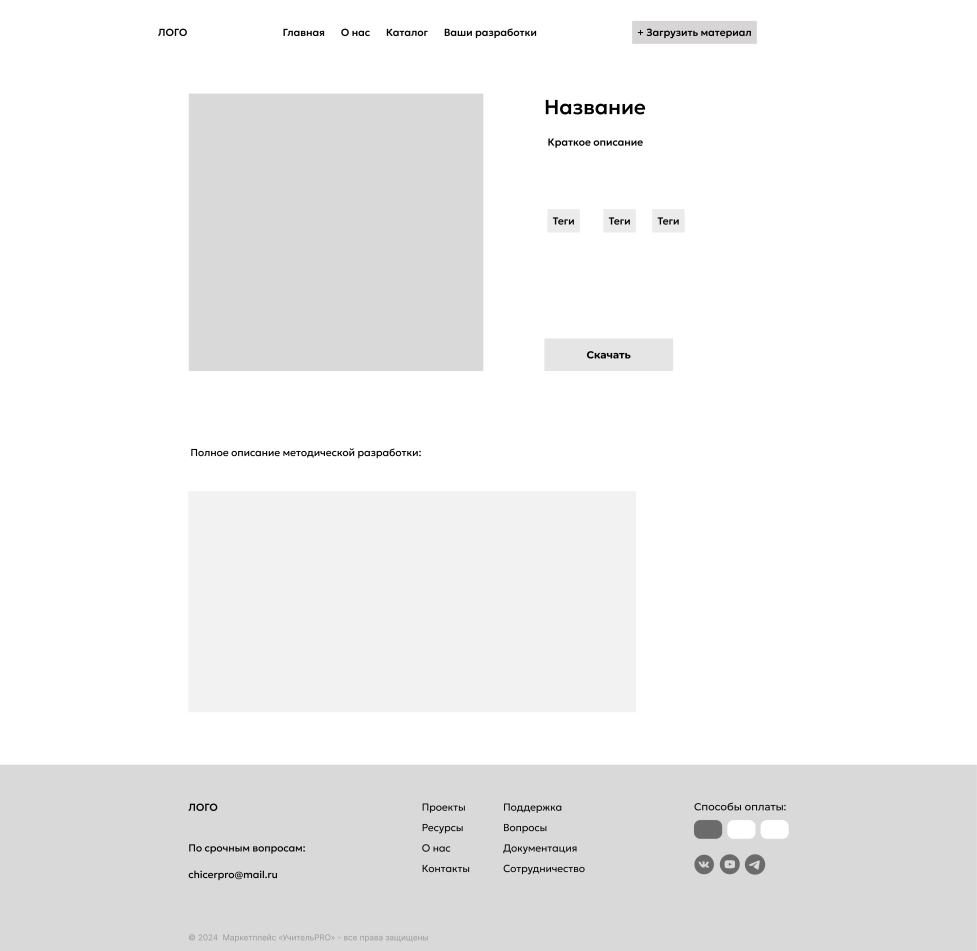 ЛОГО
Главная О нас Каталог Ваши разработки
+ Загрузить материал
Название
Краткое описание
Теги Теги Теги
Скачать
Полное описание методической разработки:
ЛОГО
По срочным вопросам:
chicerpro@mail.ru
Проекты
Ресурсы
О нас
Контакты
Поддержка
Вопросы
Документация
Сотрудничество
Способы оплаты:
© 2024 Маркетплейс «УчительPRO» - все права защищены